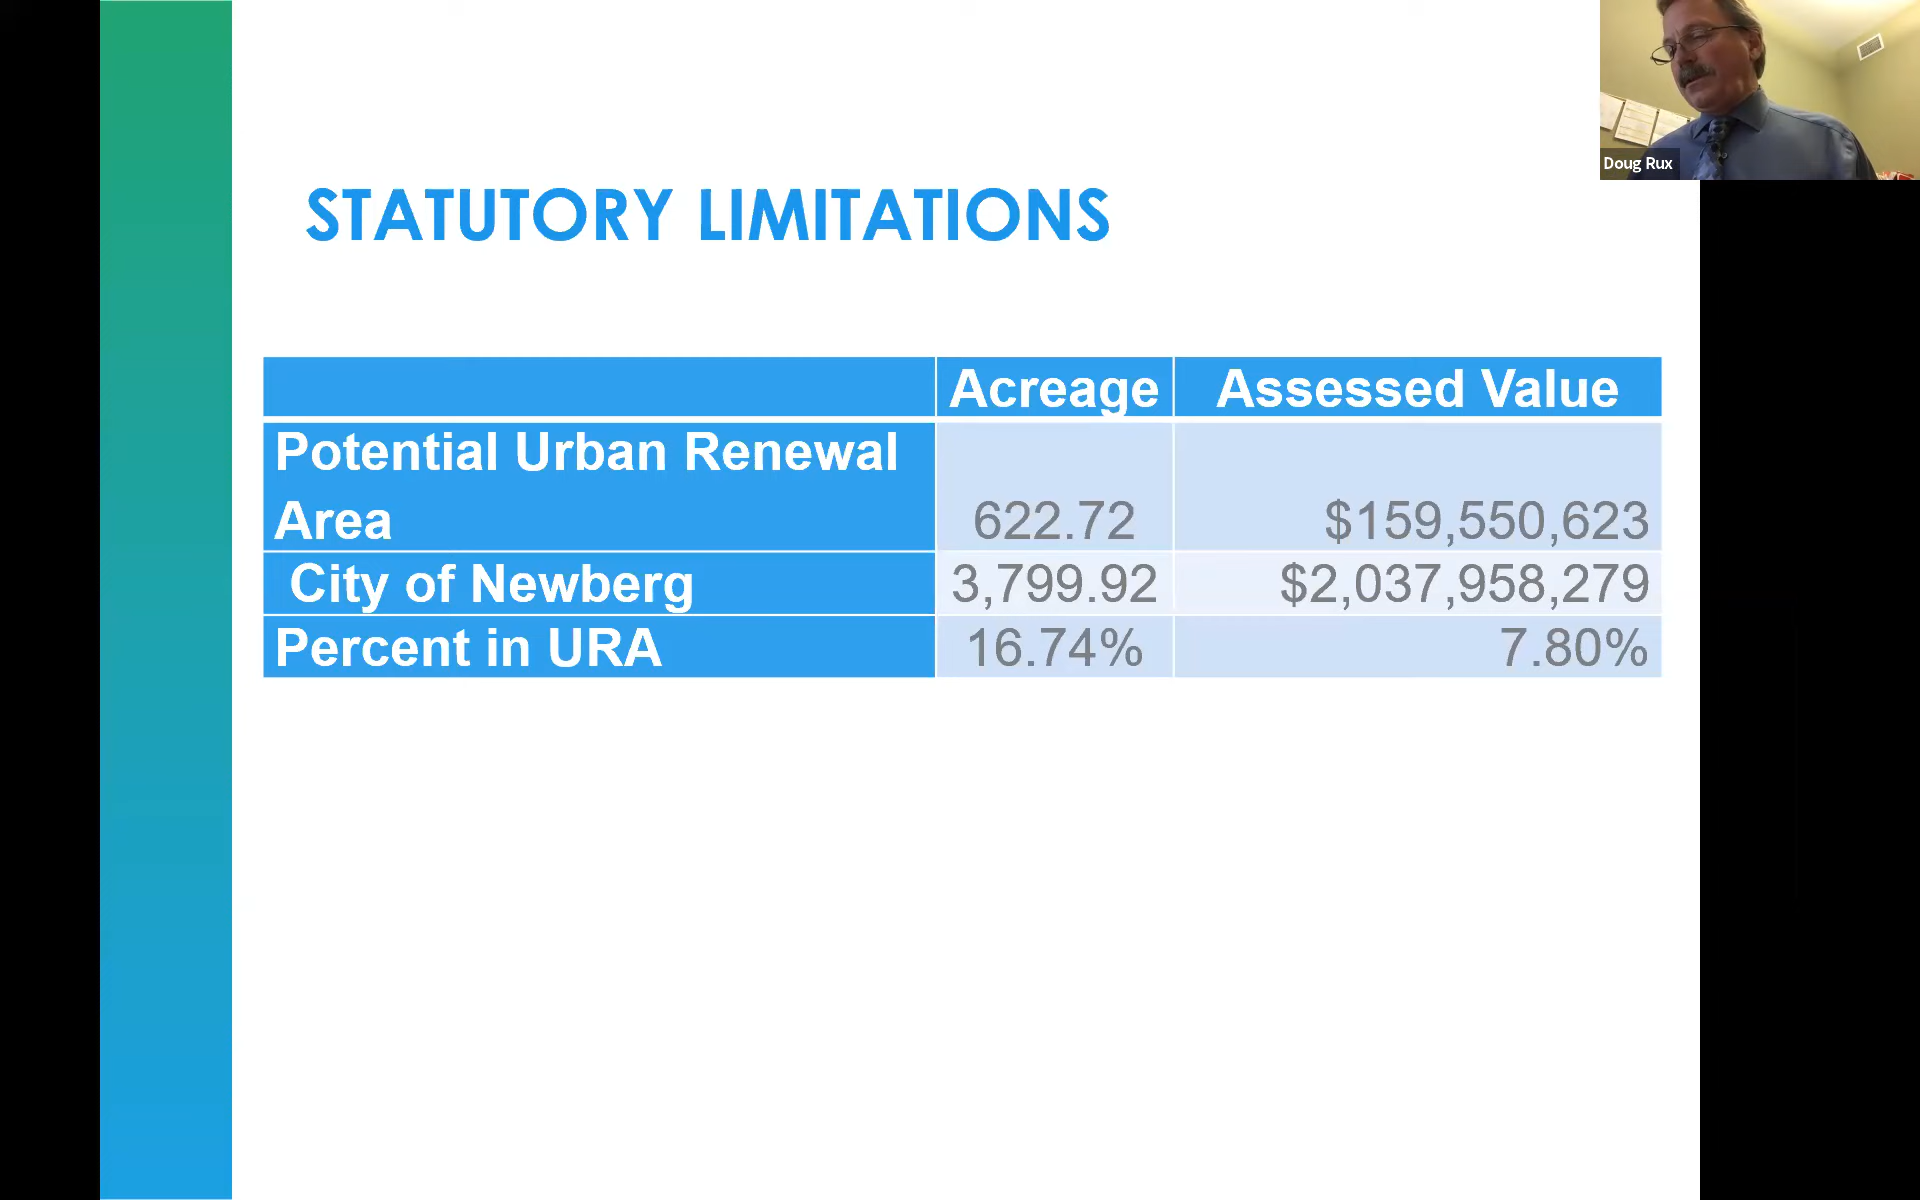 Doug Rux
STATUTORY LIMITATIONS
Acreage Assessed Value
Potential Urban Renewal
Area 622.72 $159,550,623
City of Newberg 3,799.92 $2,037,958,279
Percent in URA 16.74% 7.80%